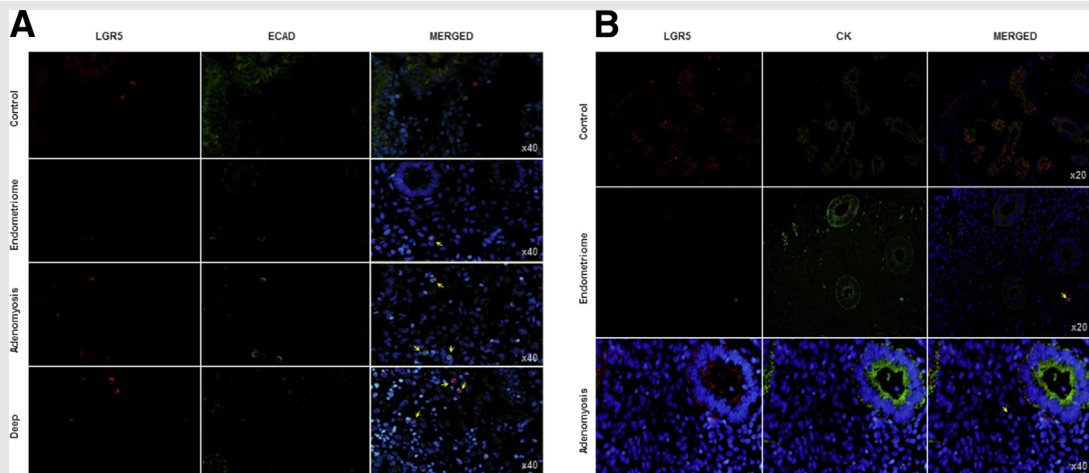 A
LGR5 ECAD MERGED
Control
x40
Endometriome
x40
Adenomyosis
x40
Deep
x40
B
LGR5 CK MERGED
Control
x20
Endometriome
x20
Adenomyosis
x40